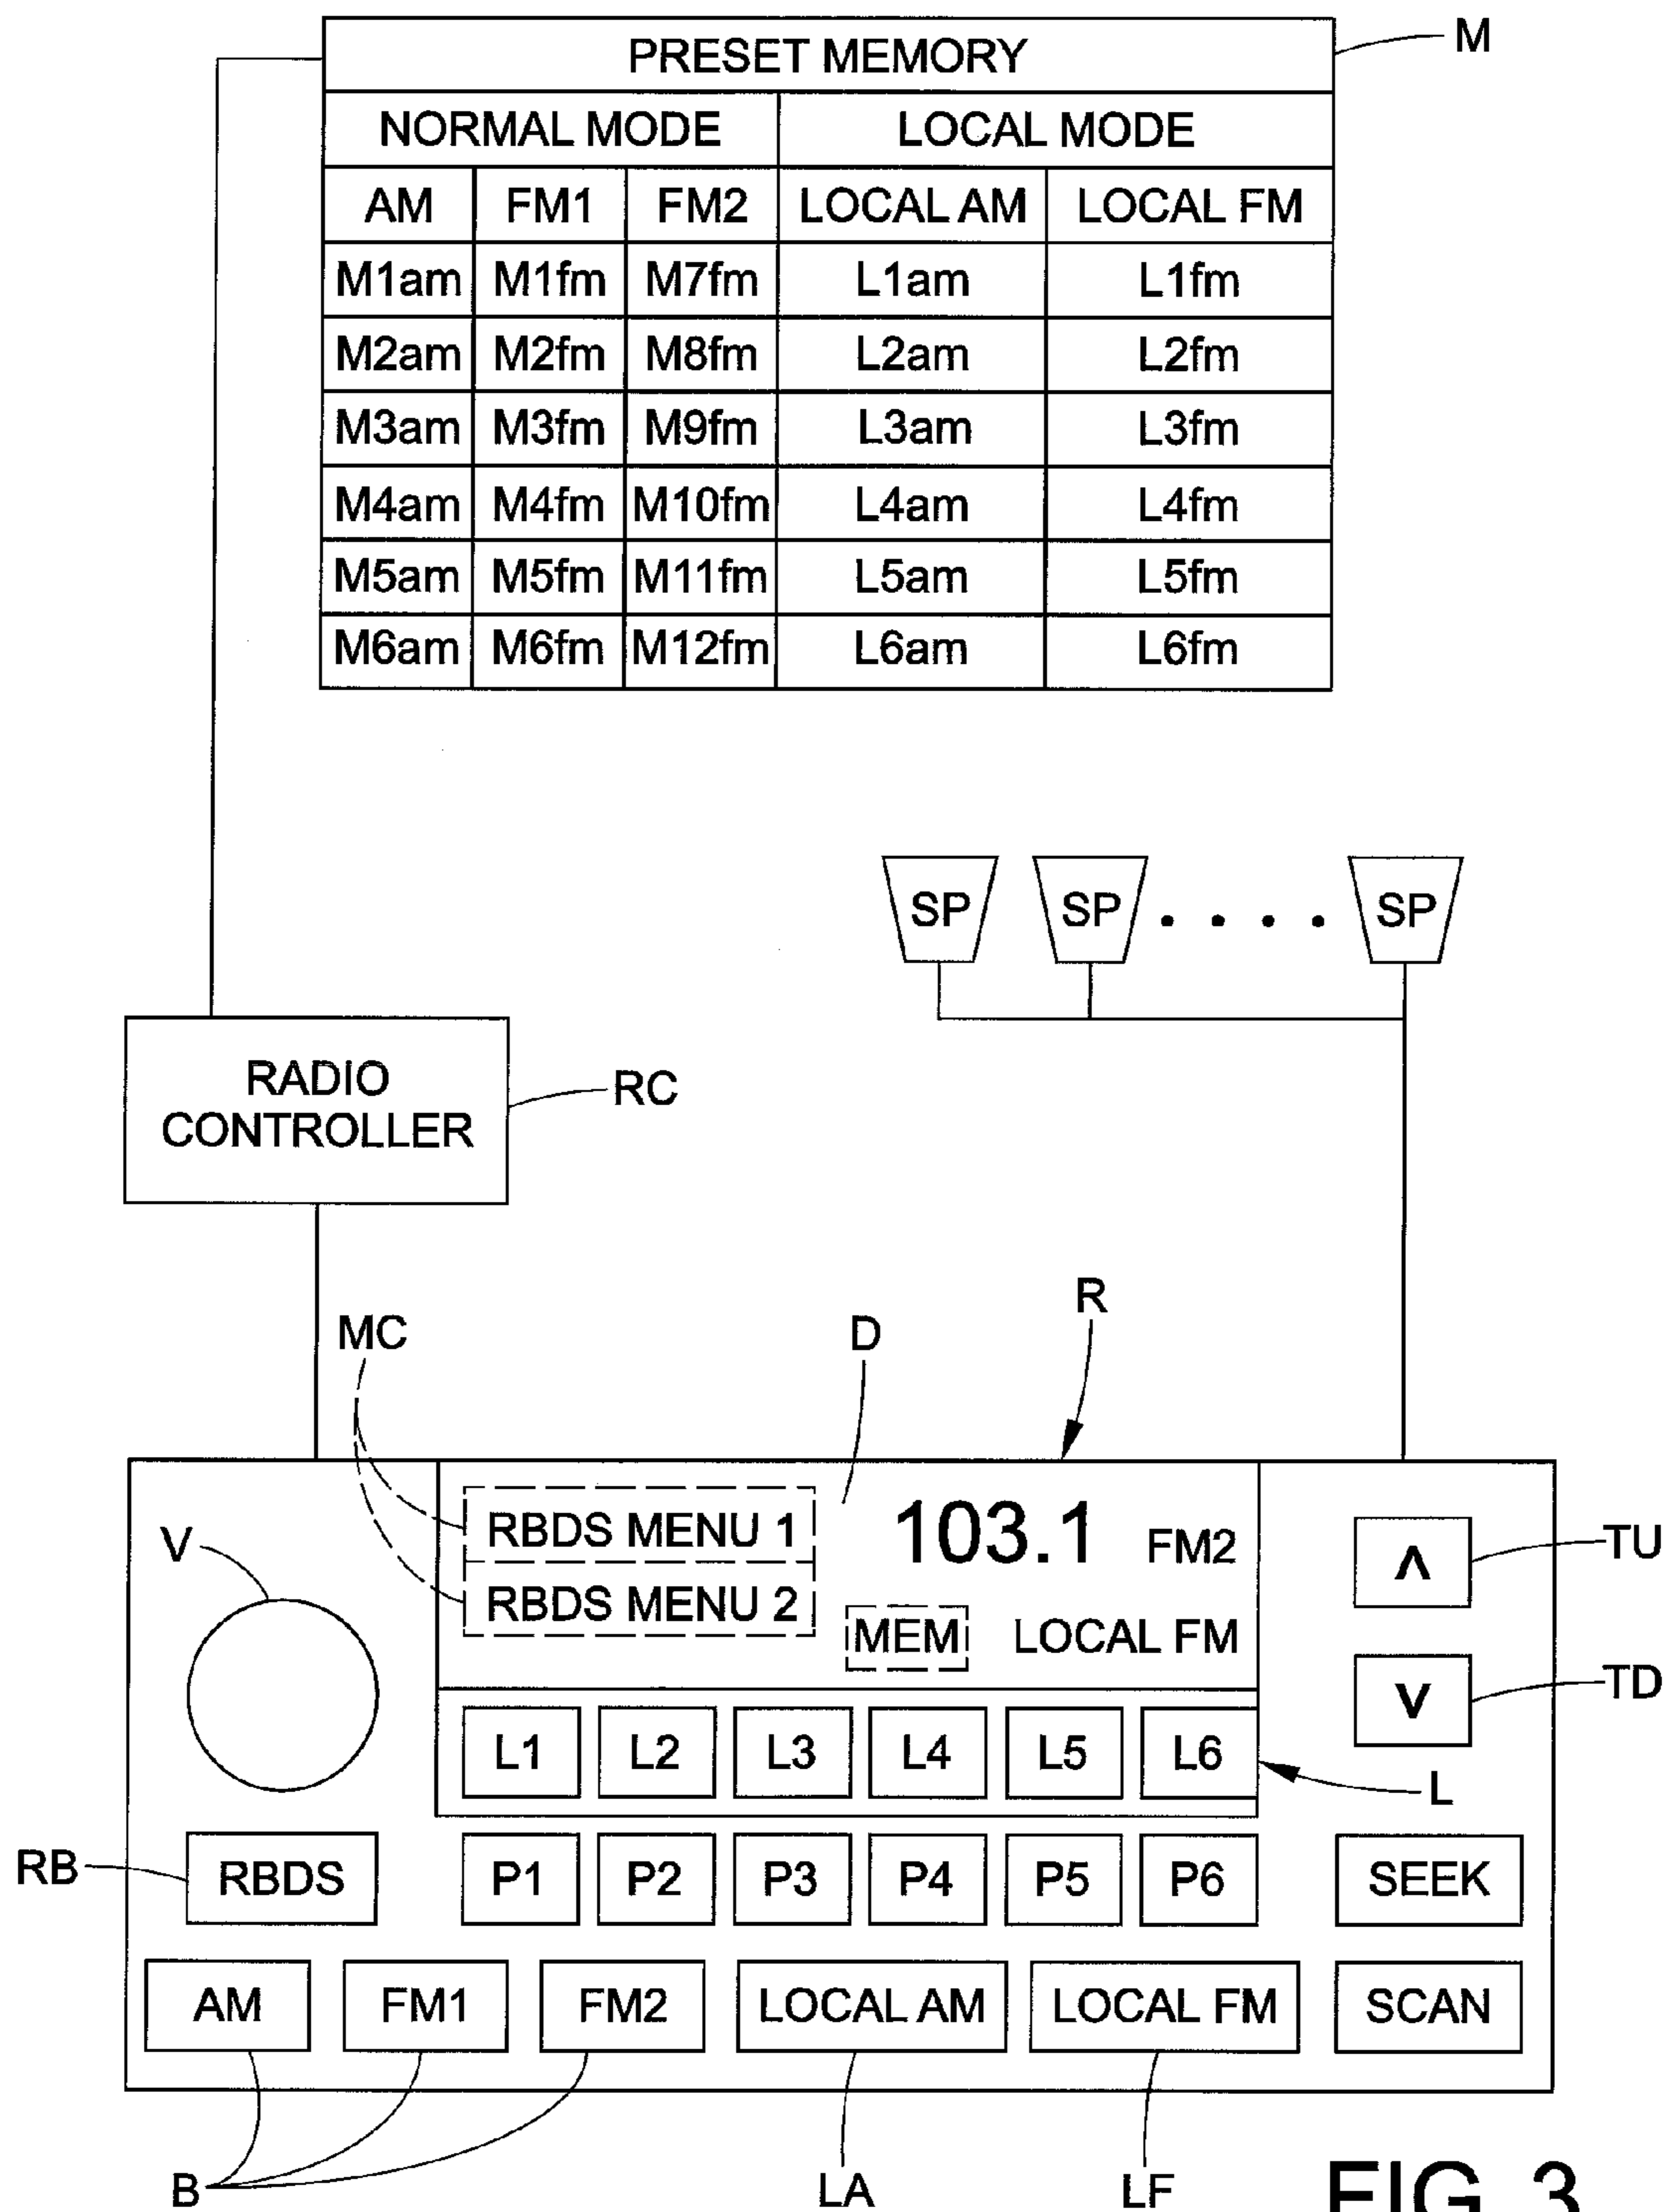 PRESET MEMORY
M
NORMAL MODE LOCAL MODE
AM FM1 FM2 LOCAL AM LOCAL FM
M1am M1fm M7fm L1am L1fm
M2am M2fm M8fm L2am L2fm
M3am M3fm M9fm L3am L3fm
M4am M4fm M10fm L4am L4fm
M5am M5fm M11fm L5am L5fm
M6am M6fm M12fm L6am L6fm
SP SP . . . . SP
RADIO
CONTROLLER
RC
R
MC D
RBDS MENU 1 103.1 FM2
V
Λ TU
RBDS MENU 2
MEM LOCAL FM
V TD
L1 L2 L3 L4 L5 L6
L
RB RBDS P1 P2 P3 P4 P5 P6 SEEK
AM FM1 FM2 LOCAL AM LOCAL FM SCAN
B LA LF
FIG. 3